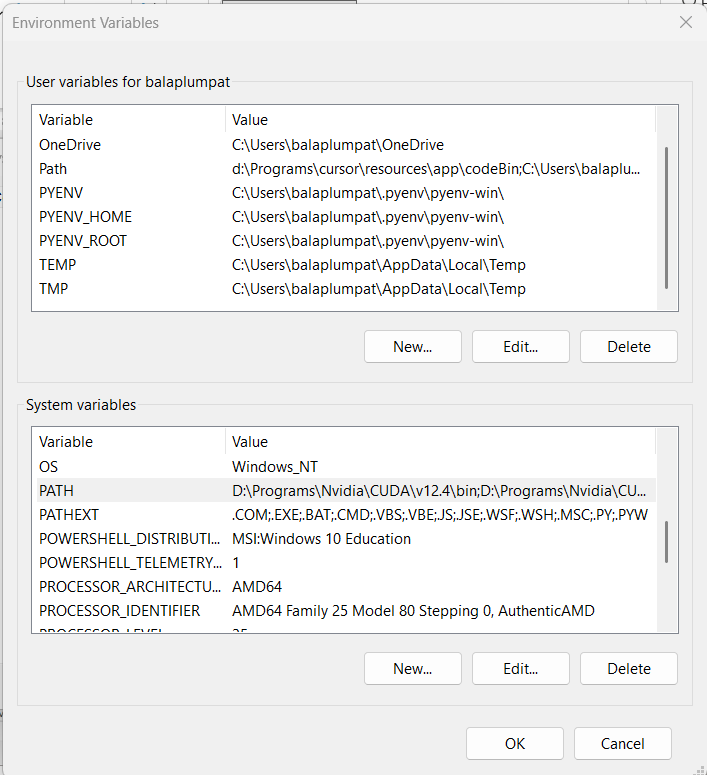 Environment Variables
User variables for balaplumpat
Variable Value
OneDrive C:\Users\balaplumpat\OneDrive
Path d:\Programs\cursor\resources\app\codeBin;C:\Users\balaplu...
PYENV C:\Users\balaplumpat\.pyenv\pyenv-win\
PYENV_HOME C:\Users\balaplumpat\.pyenv\pyenv-win\
PYENV_ROOT C:\Users\balaplumpat\.pyenv\pyenv-win\
TEMP C:\Users\balaplumpat\AppData\Local\Temp
TMP C:\Users\balaplumpat\AppData\Local\Temp
New... Edit... Delete
System variables
Variable Value
OS Windows_NT
PATH D:\Programs\Nvidia\CUDA\v12.4\bin;D:\Programs\Nvidia\CU...
PATHEXT .COM;.EXE;.BAT;.CMD;.VBS;.VBE;.JS;.JSE;.WSF;.WSH;.MSC;.PY;.PYW
POWERSHELL_DISTRIBUTI... MSI:Windows 10 Education
POWERSHELL_TELEMETRY... 1
PROCESSOR_ARCHITECTU... AMD64
PROCESSOR_IDENTIFIER AMD64 Family 25 Model 80 Stepping 0, AuthenticAMD
New... Edit... Delete
OK Cancel